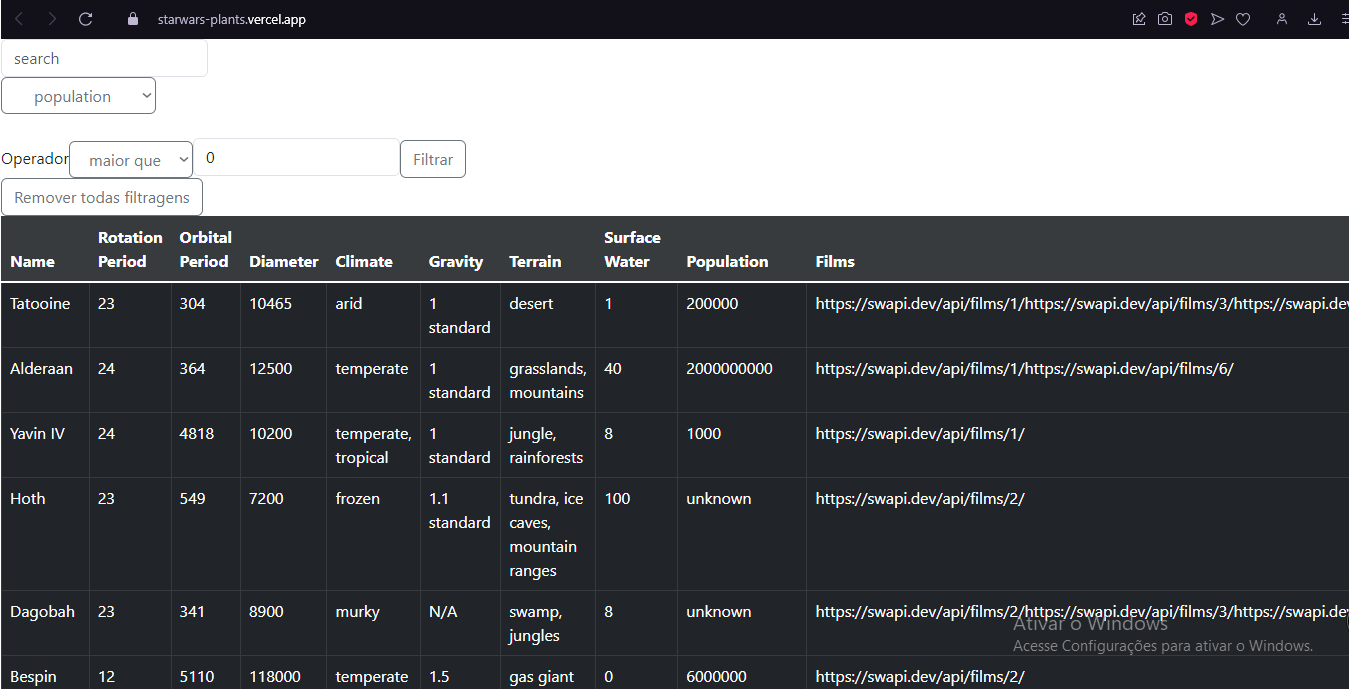 starwars-plants.vercel.app
search
population
Operador maior que 0 Filtrar
Remover todas filtragens
Name Rotation Period Orbital Period Diameter Climate Gravity Terrain Surface Water Population Films
Tatooine 23 304 10465 arid 1 standard desert 1 200000 https://swapi.dev/api/films/1/https://swapi.dev/api/films/3/https://swapi.dev
Alderaan 24 364 12500 temperate 1 standard grasslands, mountains 40 2000000000 https://swapi.dev/api/films/1/https://swapi.dev/api/films/6/
Yavin IV 24 4818 10200 temperate, tropical 1 standard jungle, rainforests 8 1000 https://swapi.dev/api/films/1/
Hoth 23 549 7200 frozen 1.1 standard tundra, ice caves, mountain ranges 100 unknown https://swapi.dev/api/films/2/
Dagobah 23 341 8900 murky N/A swamp, jungles 8 unknown https://swapi.dev/api/films/2/https://swapi.dev/api/films/3/https://swapi.dev
Ativar o Windows
Acesse Configurações para ativar o Windows.
Bespin 12 5110 118000 temperate 1.5 gas giant 0 6000000 https://swapi.dev/api/films/2/